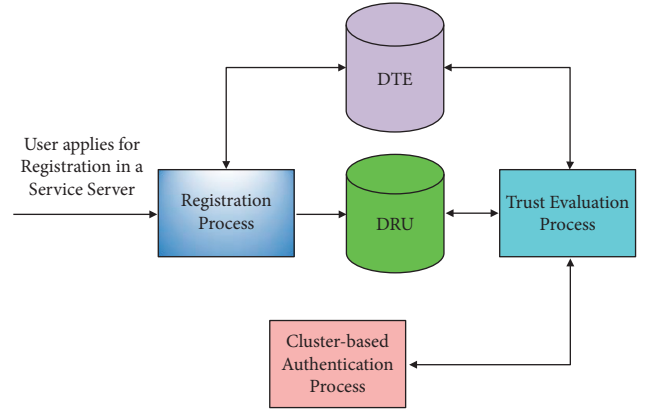 DTE
User applies for
Registration in a
Service Server
Registration
Process
DRU
Trust Evaluation
Process
Cluster-based
Authentication
Process